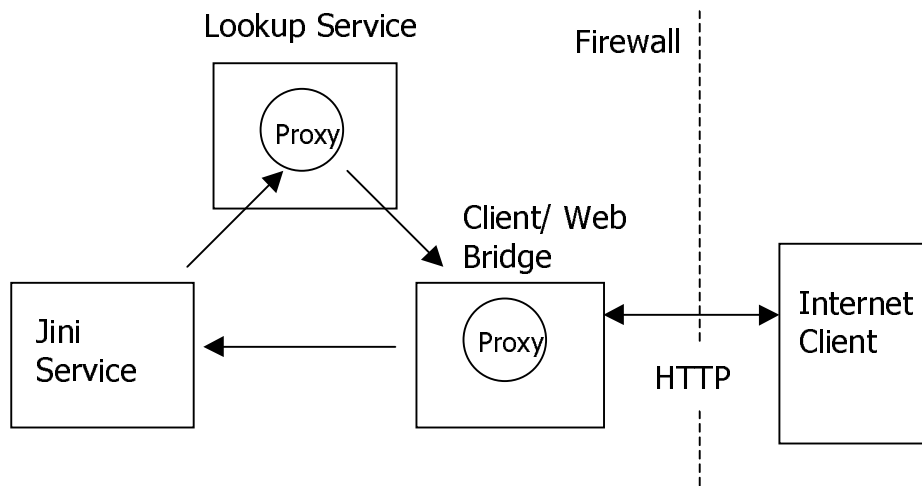 Lookup Service
Firewall
Proxy
Client/ Web
Bridge
Jini
Service
Proxy
Internet
Client
HTTP